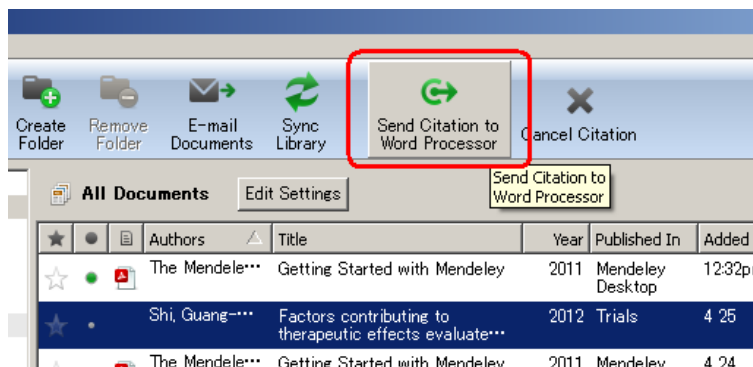 Create Folder
Remove Folder
E-mail Documents
Sync Library
Send Citation to Word Processor
Cancel Citation
All Documents
Edit Settings
Send Citation to
Word Processor
Authors Title Year Published In Added
The Mendele··· Getting Started with Mendeley 2011 Mendeley Desktop 12:32p
Shi, Guang-··· Factors contributing to therapeutic effects evaluate··· 2012 Trials 4 25
The Mendele··· Getting Started with Mendeley 2011 Mendeley 4 24